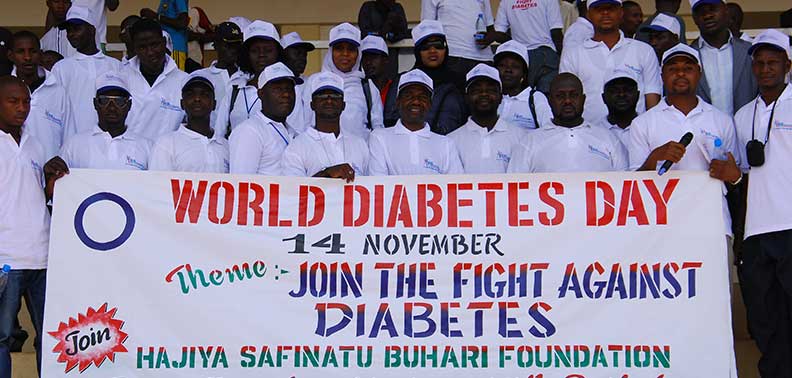 WORLD DIABETES DAY
14 NOVEMBER
Theme :- JOIN THE FIGHT AGAINST
DIABETES
Join
HAJIYA SAFINATU BUHARI FOUNDATION